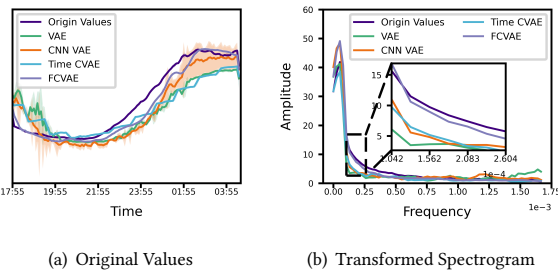 Origin Values
VAE
CNN VAE
Time CVAE
FCVAE
17:55 19:55 21:55 23:55 01:55 03:55
Time
(a) Original Values
60
50
40
30
20
10
0
Amplitude
Origin Values
VAE
CNN VAE
Time CVAE
FCVAE
15
10
5
1.042 1.562 2.083 2.604
1e−4
0.00 0.25 0.50 0.75 1.00 1.25 1.50 1.75
1e−3
Frequency
(b) Transformed Spectrogram